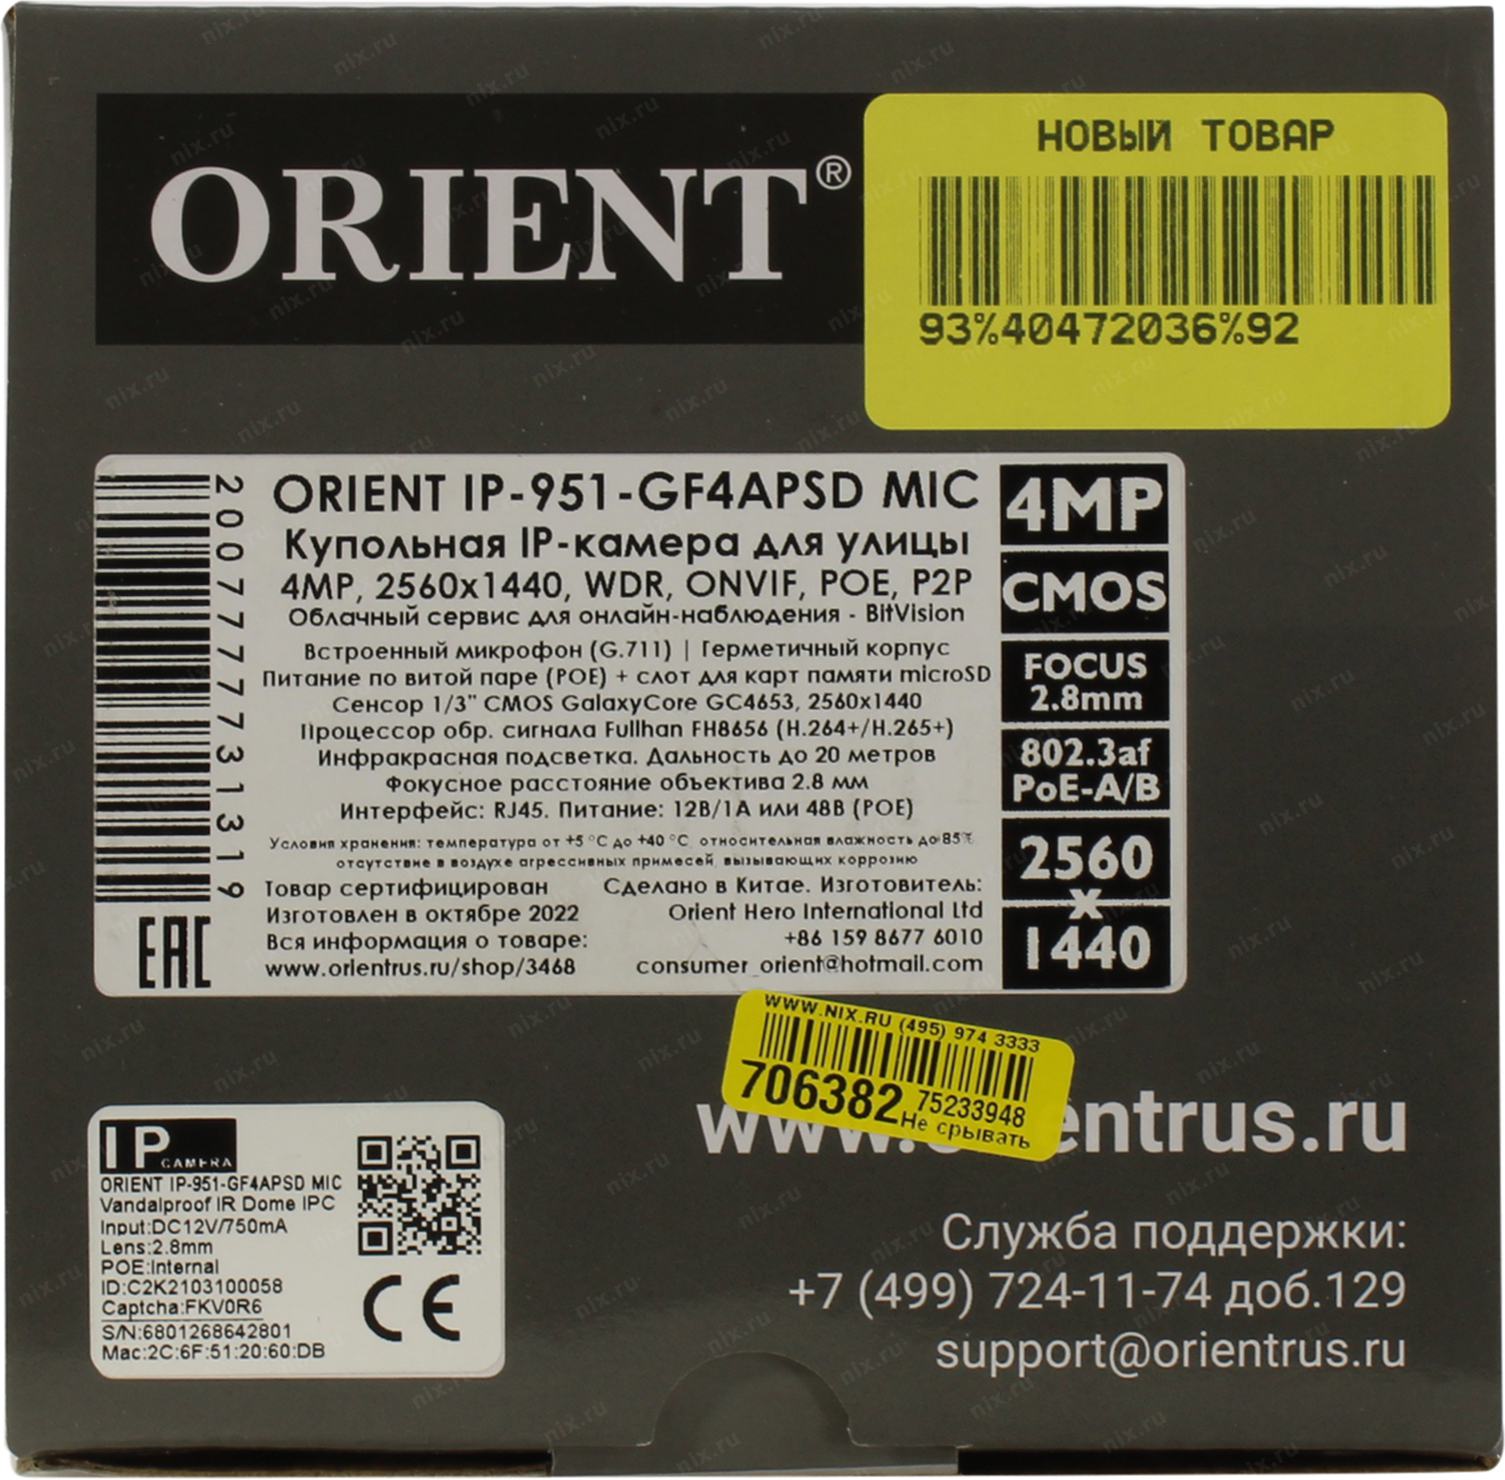 ORIENT®
НОВЫЙ ТОВАР
93%40472036%92
2007777731319
ORIENT IP-951-GF4APSD MIC
Купольная IP-камера для улицы
4MP, 2560x1440, WDR, ONVIF, POE, P2P
Облачный сервис для онлайн-наблюдения - BitVision
Встроенный микрофон (G.711) | Герметичный корпус
Питание по витой паре (POE) + слот для карт памяти microSD
Сенсор 1/3" CMOS GalaxyCore GC4653, 2560x1440
Процессор обр. сигнала Fullhan FH8656 (H.264+/H.265+)
Инфракрасная подсветка. Дальность до 20 метров
Фокусное расстояние объектива 2.8 мм
Интерфейс: RJ45. Питание: 12В/1А или 48В (POE)
Условия хранения: температура от +5 °C до +40 °C, относительная влажность до 85%
отсутствие в воздухе агрессивных примесей, вызывающих коррозию
Товар сертифицирован
Изготовлен в октябре 2022
Вся информация о товаре:
www.orientrus.ru/shop/3468
Сделано в Китае. Изготовитель:
Orient Hero International Ltd
+86 159 8677 6010
consumer_orient@hotmail.com
4MP
CMOS
FOCUS
2.8mm
802.3af
PoE-A/B
2560
x
1440
EAC
WWW.NIX.RU (495) 974 3333
706382
75233948
Не срывать
www. entrus.ru
Служба поддержки:
+7 (499) 724-11-74 доб.129
support@orientrus.ru
IP
CAMERA
ORIENT IP-951-GF4APSD MIC
Vandalproof IR Dome IPC
Input:DC12V/750mA
Lens:2.8mm
POE:Internal
ID:C2K2103100058
Captcha:FKV0R6
S/N:6801268642801
Mac:2C:6F:51:20:60:DB
CE
nix.ru